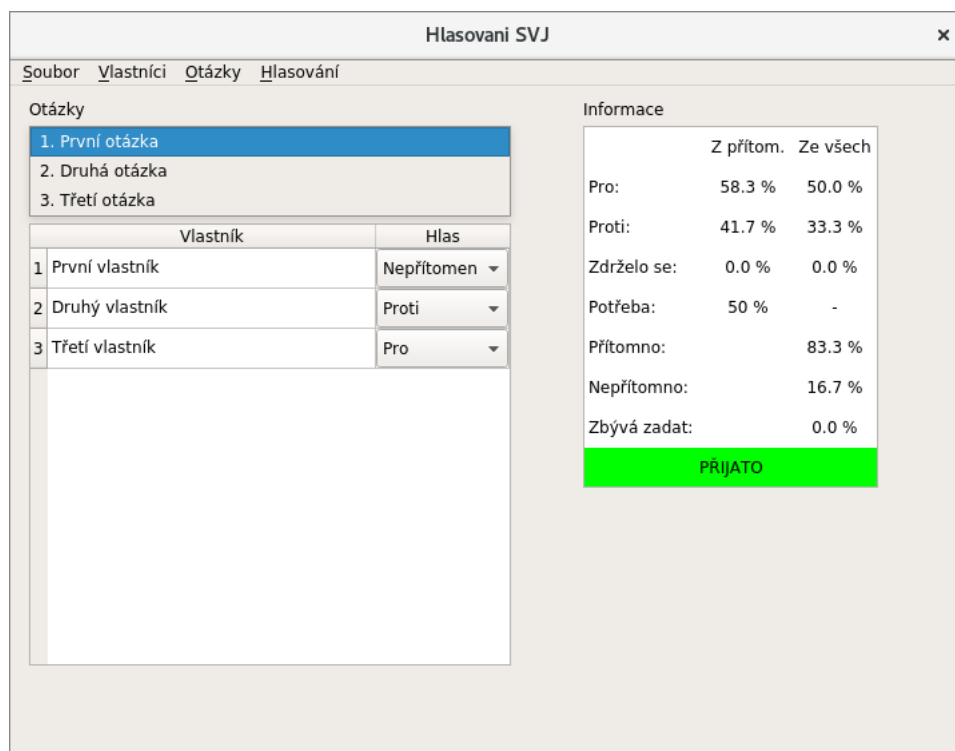 Hlasovani SVJ
Soubor Vlastníci Otázky Hlasování
Otázky
1. První otázka
2. Druhá otázka
3. Třetí otázka
Vlastník Hlas
1 První vlastník Nepřítomen
2 Druhý vlastník Proti
3 Třetí vlastník Pro
Informace
Z přítom. Ze všech
Pro: 58.3 % 50.0 %
Proti: 41.7 % 33.3 %
Zdrželo se: 0.0 % 0.0 %
Potřeba: 50 % -
Přítomno: 83.3 %
Nepřítomno: 16.7 %
Zbývá zadat: 0.0 %
PŘIJATO